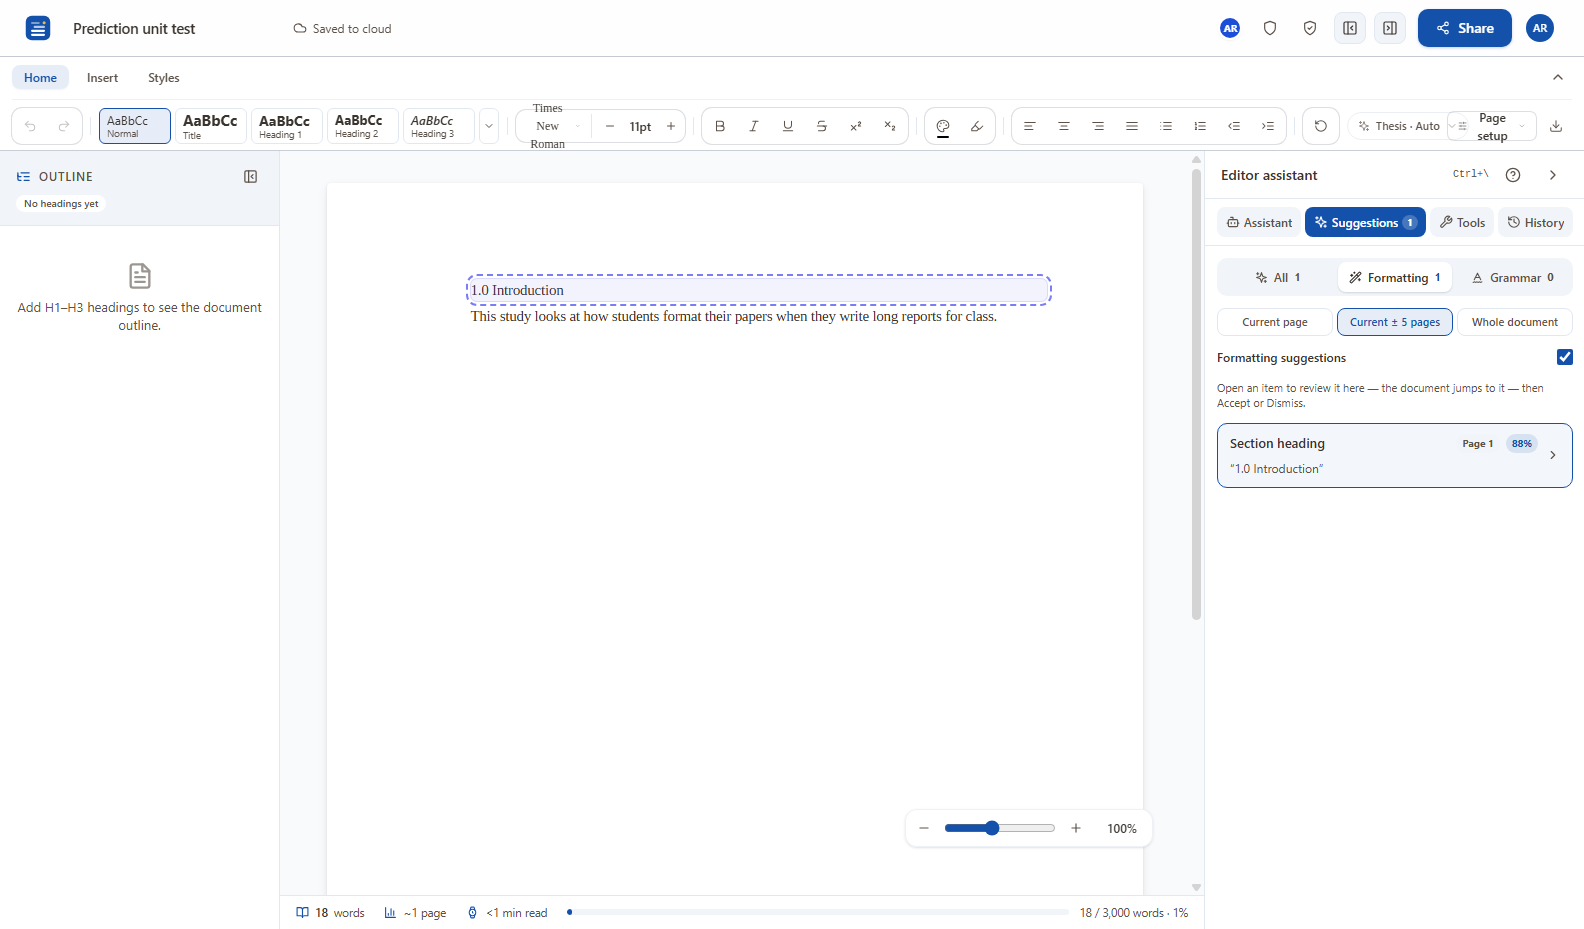 Prediction unit test
Saved to cloud
AR
Share
AR
Home
Insert
Styles
AaBbCc
Normal
AaBbCc
Title
AaBbCc
Heading 1
AaBbCc
Heading 2
AaBbCc
Heading 3
Times
New
Roman
11pt
B
I
U
S
x²
x₂
Thesis · Auto
Page
setup
OUTLINE
No headings yet
Add H1–H3 headings to see the document
outline.
1.0 Introduction
This study looks at how students format their papers when they write long reports for class.
100%
18 words
~1 page
<1 min read
18 / 3,000 words · 1%
Editor assistant
Ctrl+\
Assistant
Suggestions 1
Tools
History
All 1
Formatting 1
Grammar 0
Current page
Current ± 5 pages
Whole document
Formatting suggestions
Open an item to review it here — the document jumps to it — then
Accept or Dismiss.
Section heading
Page 1
88%
“1.0 Introduction”